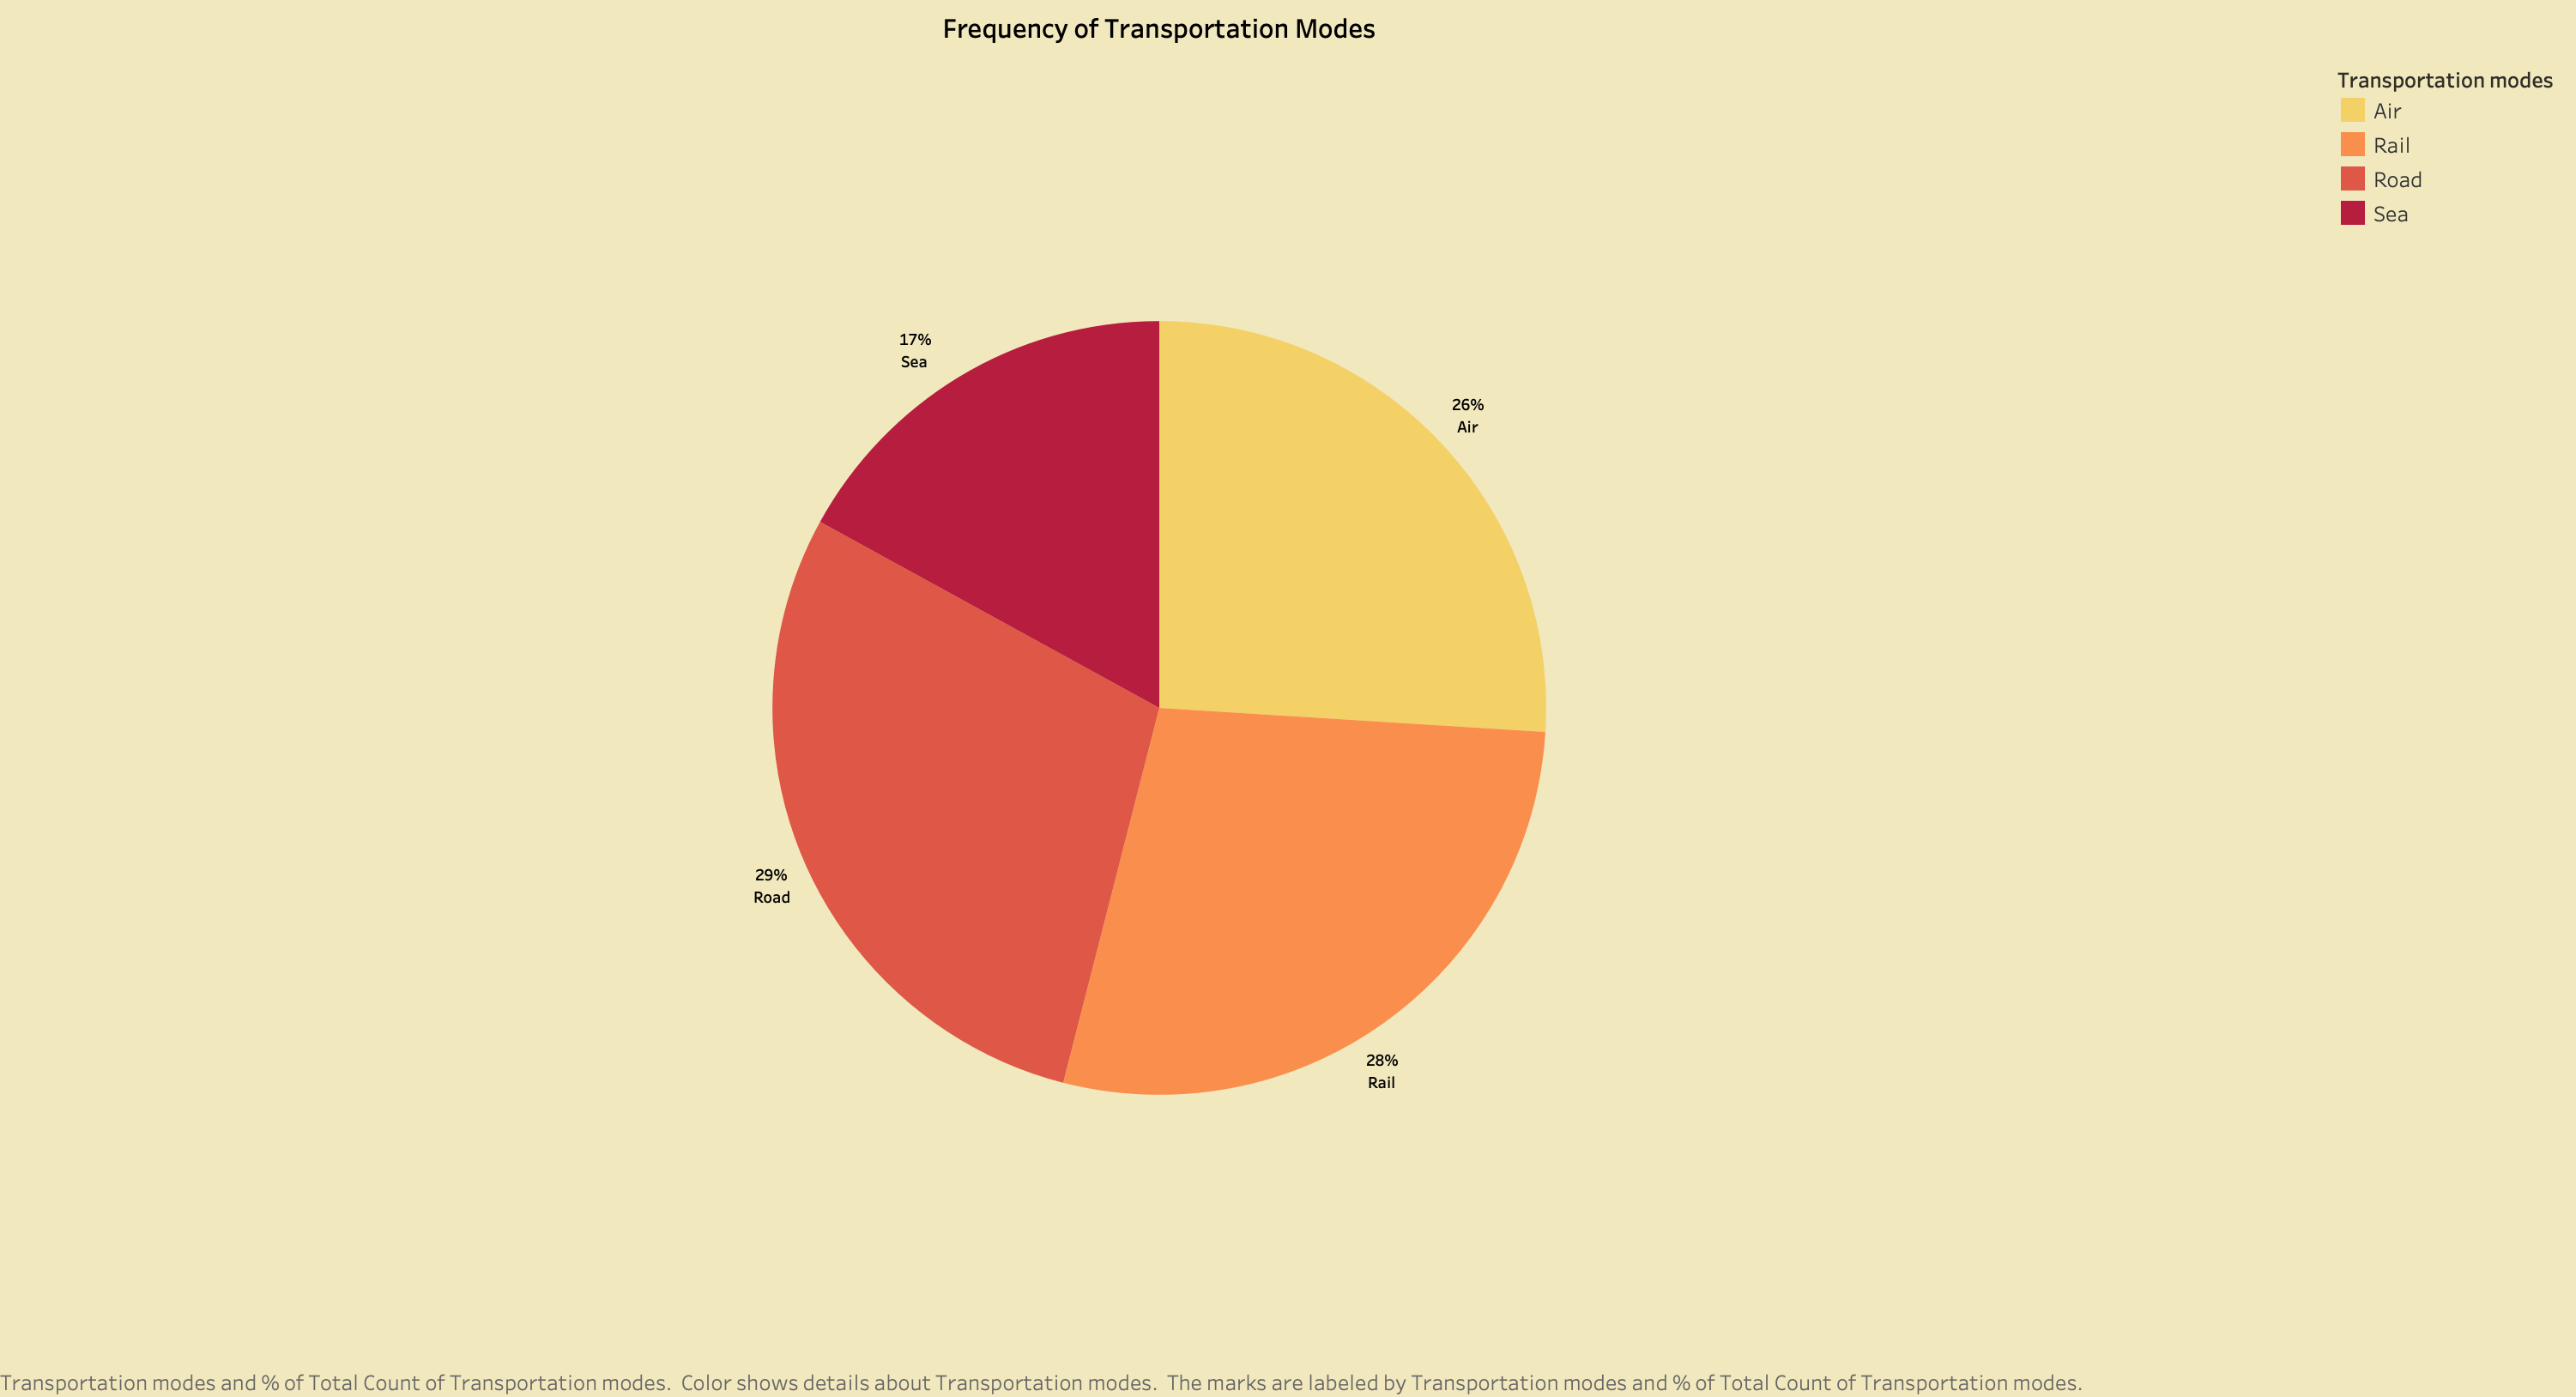 Frequency of Transportation Modes
Transportation modes
Air
Rail
Road
Sea
17%
Sea
26%
Air
29%
Road
28%
Rail
Transportation modes and % of Total Count of Transportation modes.  Color shows details about Transportation modes.  The marks are labeled by Transportation modes and % of Total Count of Transportation modes.